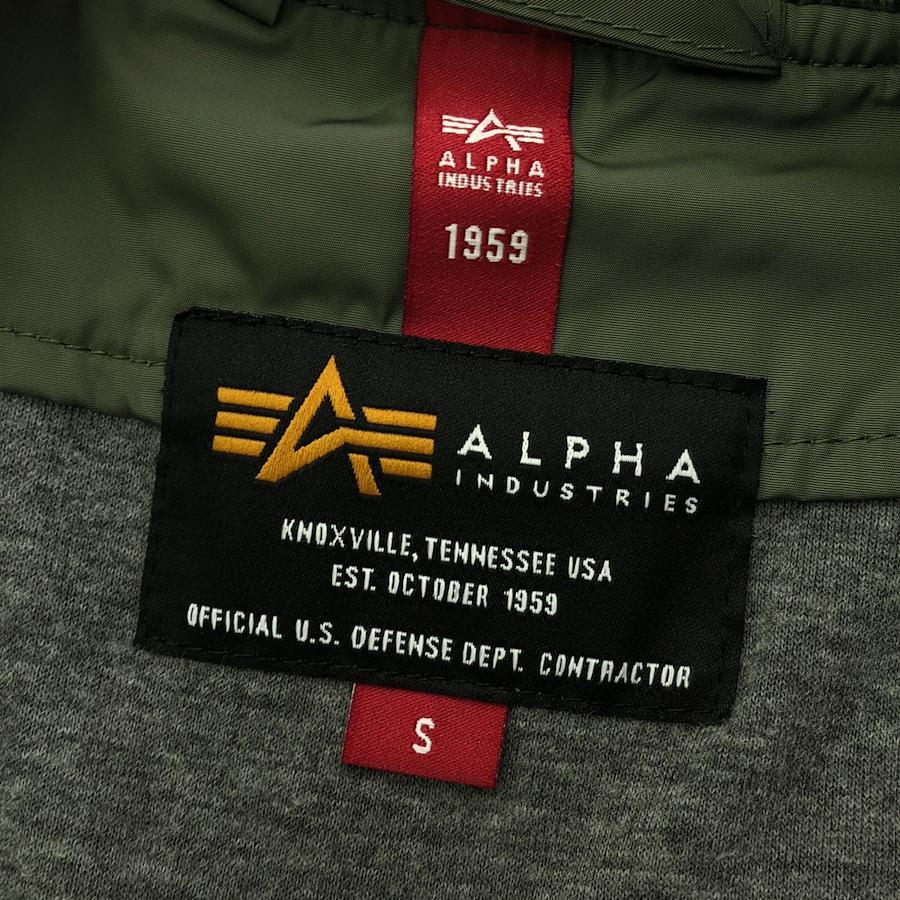 ALPHA
INDUSTRIES
1959
ALPHA
INDUSTRIES
KNOXVILLE, TENNESSEE USA
EST. OCTOBER 1959
OFFICIAL U.S. DEFENSE DEPT. CONTRACTOR
S